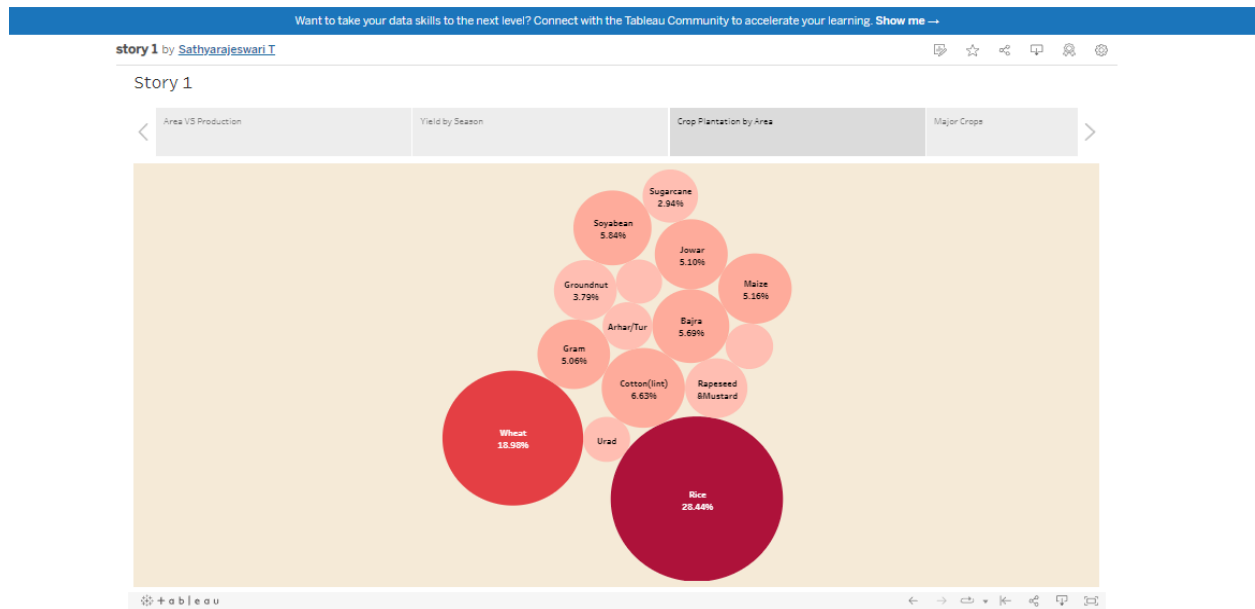 Want to take your data skills to the next level? Connect with the Tableau Community to accelerate your learning. Show me →
story 1 by Sathyarajeswari T
Story 1
Area VS Production
Yield by Season
Crop Plantation by Area
Major Crops
Sugarcane
2.94%
Soyabean
5.84%
Jowar
5.10%
Groundnut
3.79%
Maize
5.16%
Arhar/Tur
Bajra
5.69%
Gram
5.06%
Cotton(lint)
6.63%
Rapeseed
&Mustard
Wheat
18.98%
Urad
Rice
28.44%
+ableau